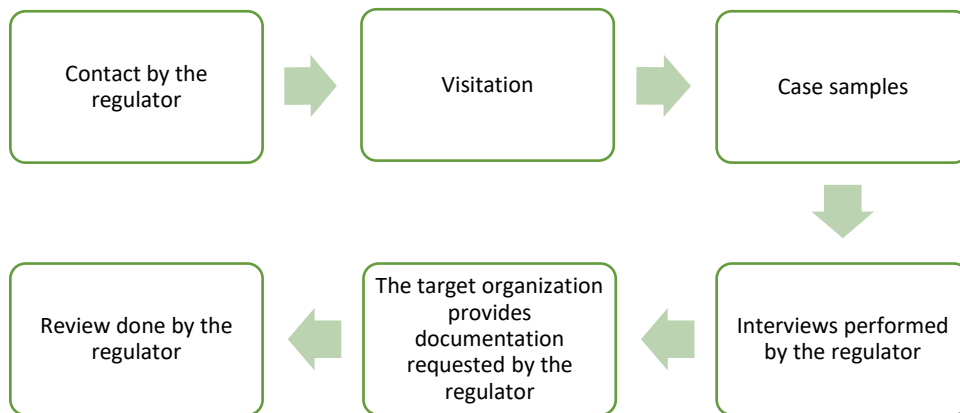 Contact by the
regulator
Visitation
Case samples
Interviews performed
by the regulator
The target organization
provides
documentation
requested by the
regulator
Review done by the
regulator